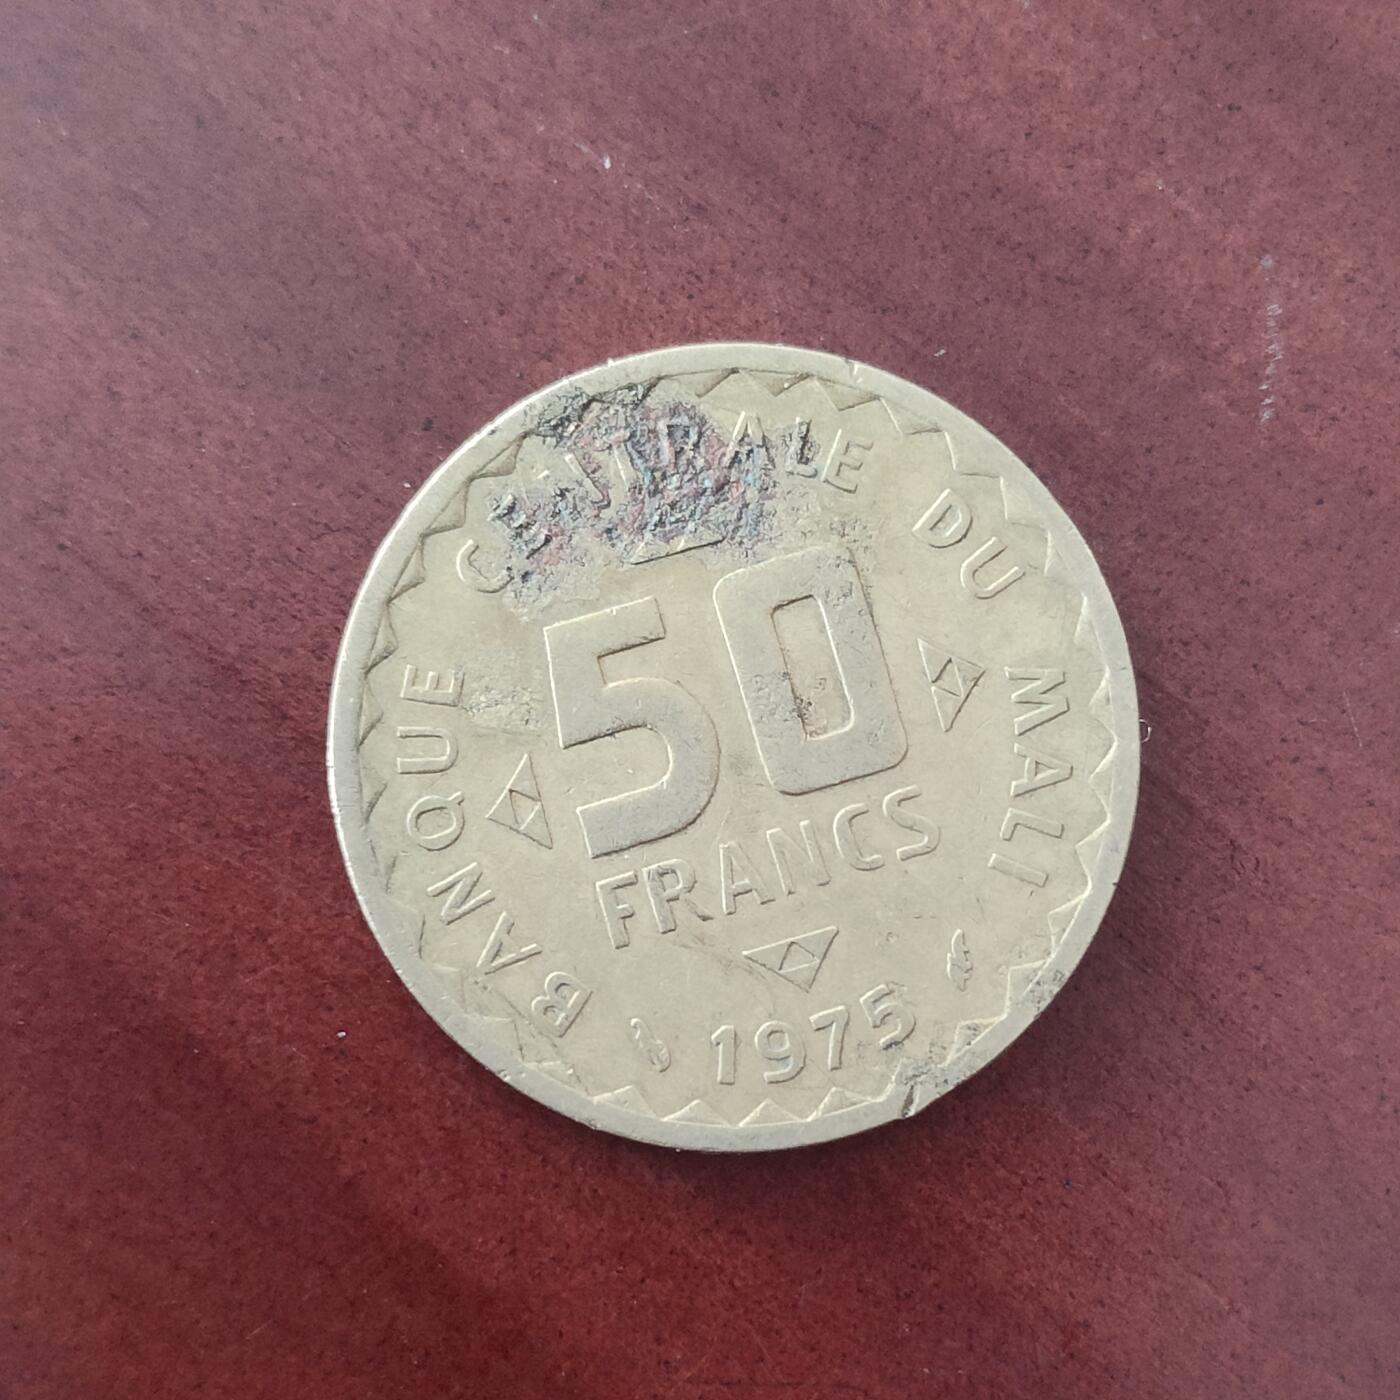 BANQUE CENTRALE DU MALI
50
FRANCS
1975